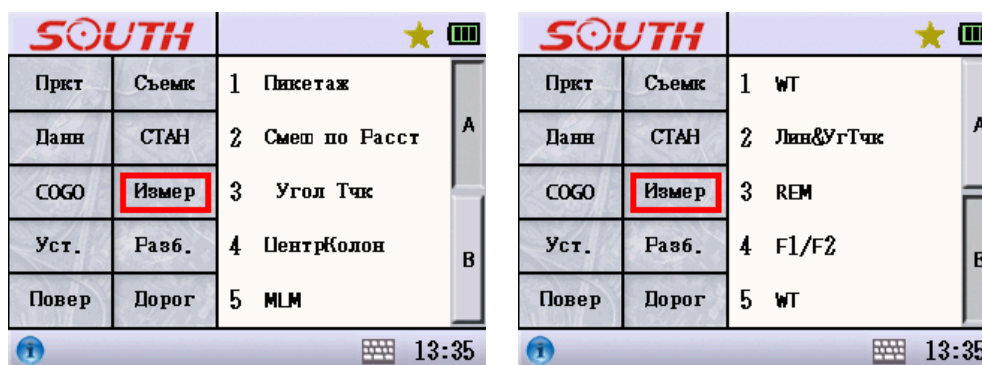 SOUTH
Пркт Съемк 1 Пикетаж
Данн СТАН 2 Смещ по Расст A
COGO Измер 3 Угол Тчк
Уст. Разб. 4 ЦентрКолон B
Повер Дорог 5 MLM
13:35
SOUTH
Пркт Съемк 1 WT
Данн СТАН 2 Лин&УгТчк A
COGO Измер 3 REM
Уст. Разб. 4 F1/F2 B
Повер Дорог 5 WT
13:35